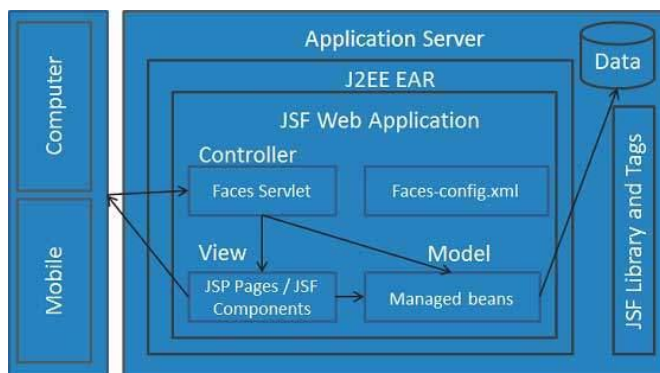 Computer
Mobile
Application Server
J2EE EAR
JSF Web Application
Controller
Faces Servlet
Faces-config.xml
View
Model
JSP Pages / JSF
Components
Managed beans
Data
JSF Library and Tags